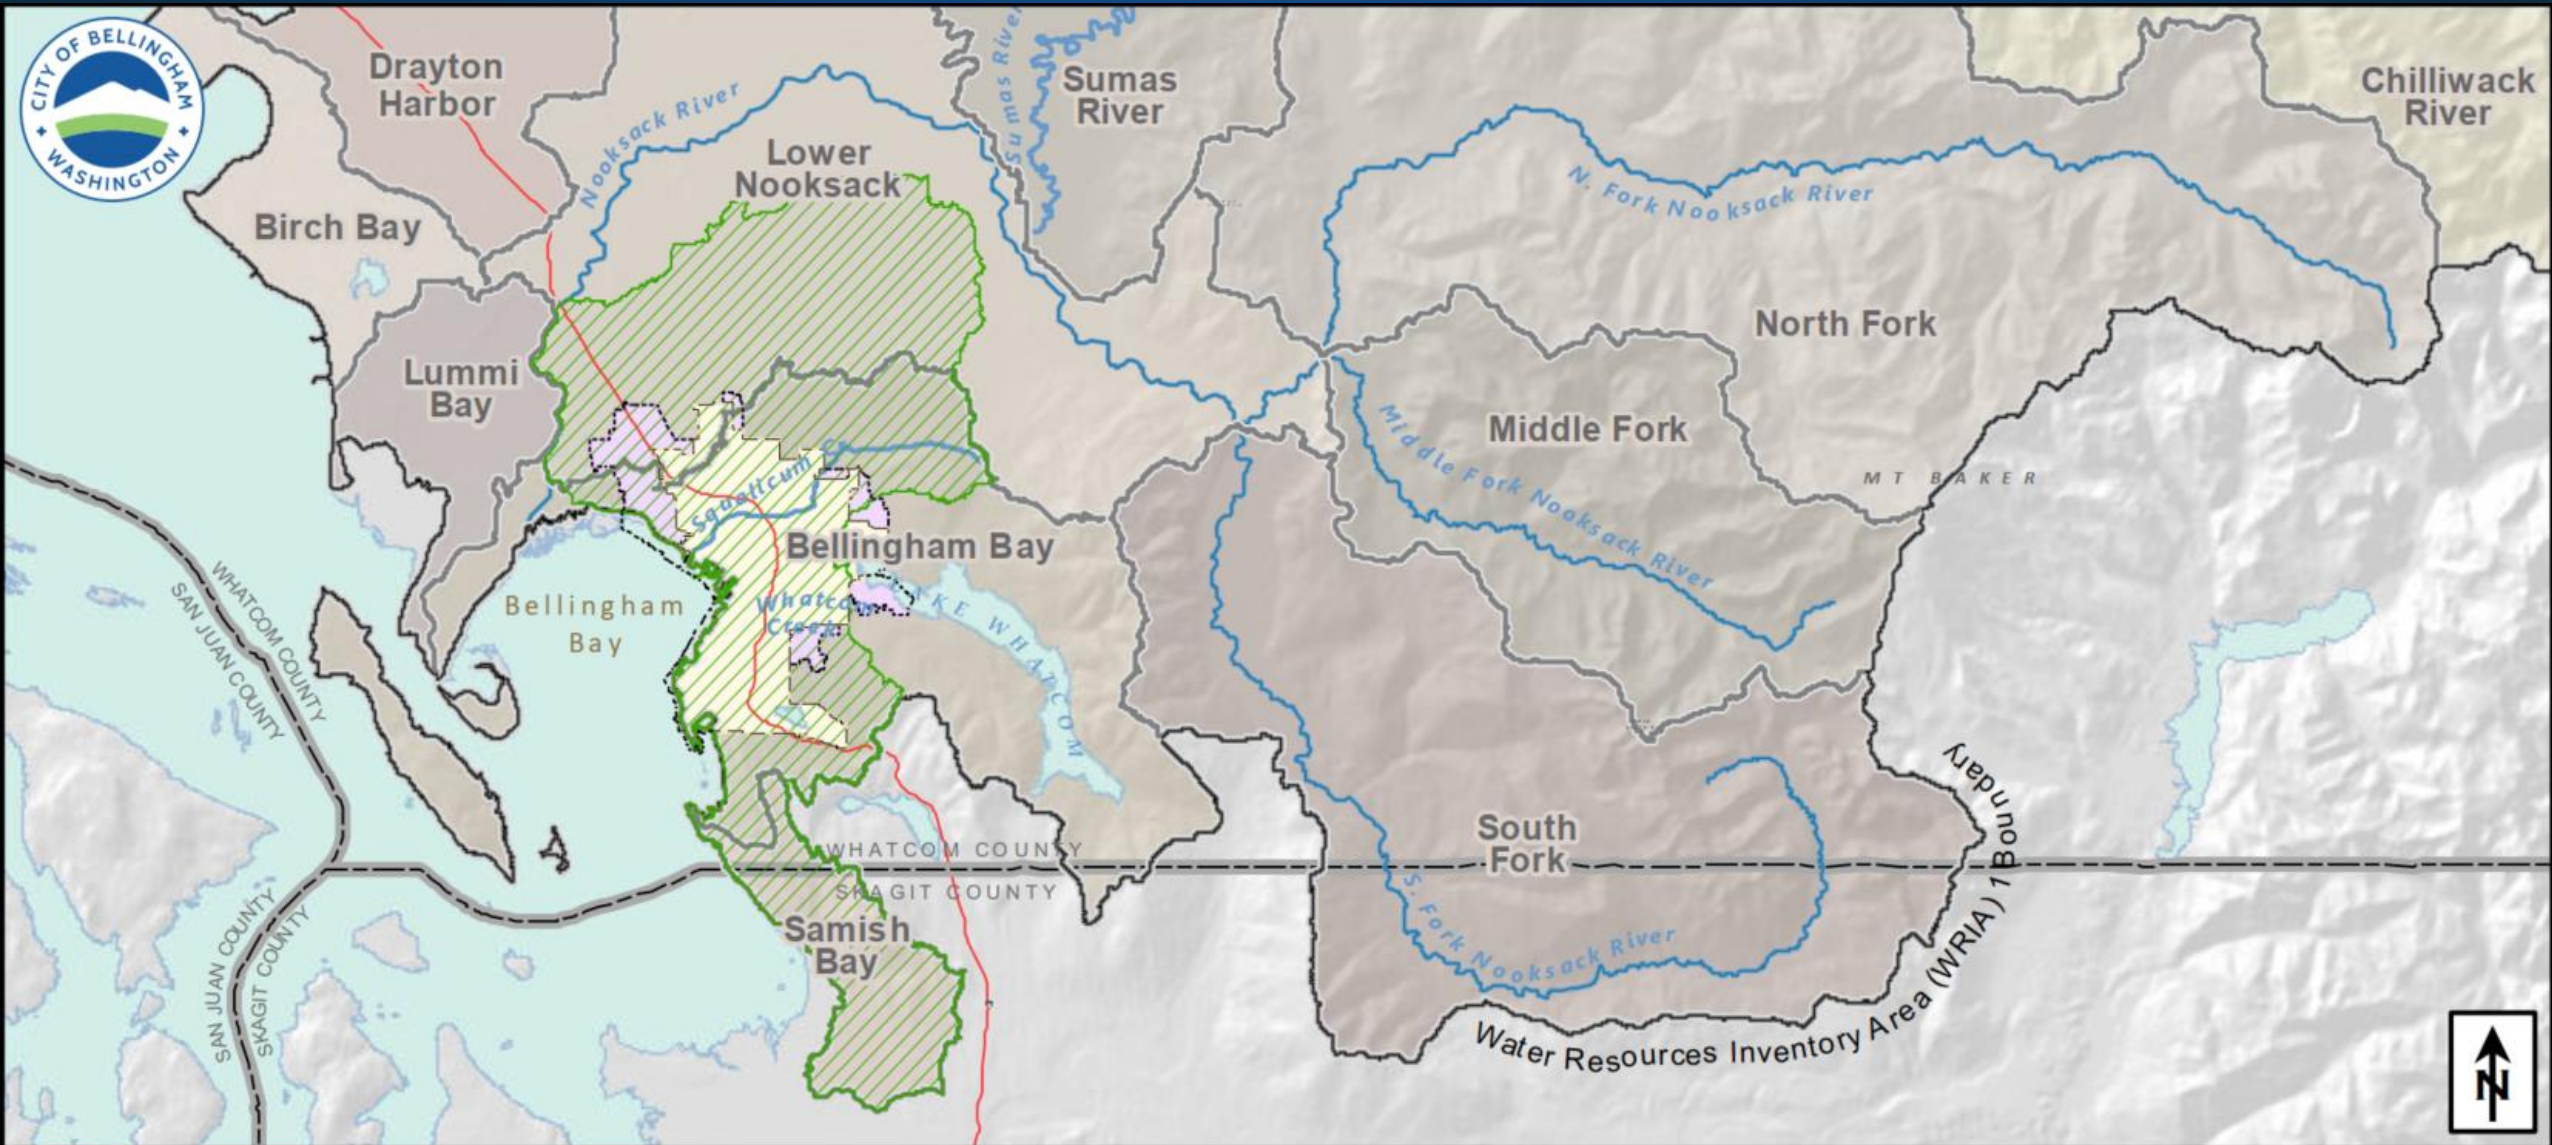 CITY OF BELLINGHAM
WASHINGTON
Drayton
Harbor
Nooksack River
Lower
Nooksack
Sumas River
Sumas
River
Chilliwack
River
N. Fork Nooksack River
Birch Bay
North Fork
Lummi
Bay
Middle Fork
Middle Fork Nooksack River
MT BAKER
Squalicum Cr
Bellingham Bay
Bellingham
Bay
Whatcom
Creek
LAKE WHATCOM
WHATCOM COUNTY
SAN JUAN COUNTY
South
Fork
WHATCOM COUNTY
SKAGIT COUNTY
Samish
Bay
S. Fork Nooksack River
SAN JUAN COUNTY
SKAGIT COUNTY
Water Resources Inventory Area (WRIA) 1 Boundary
N